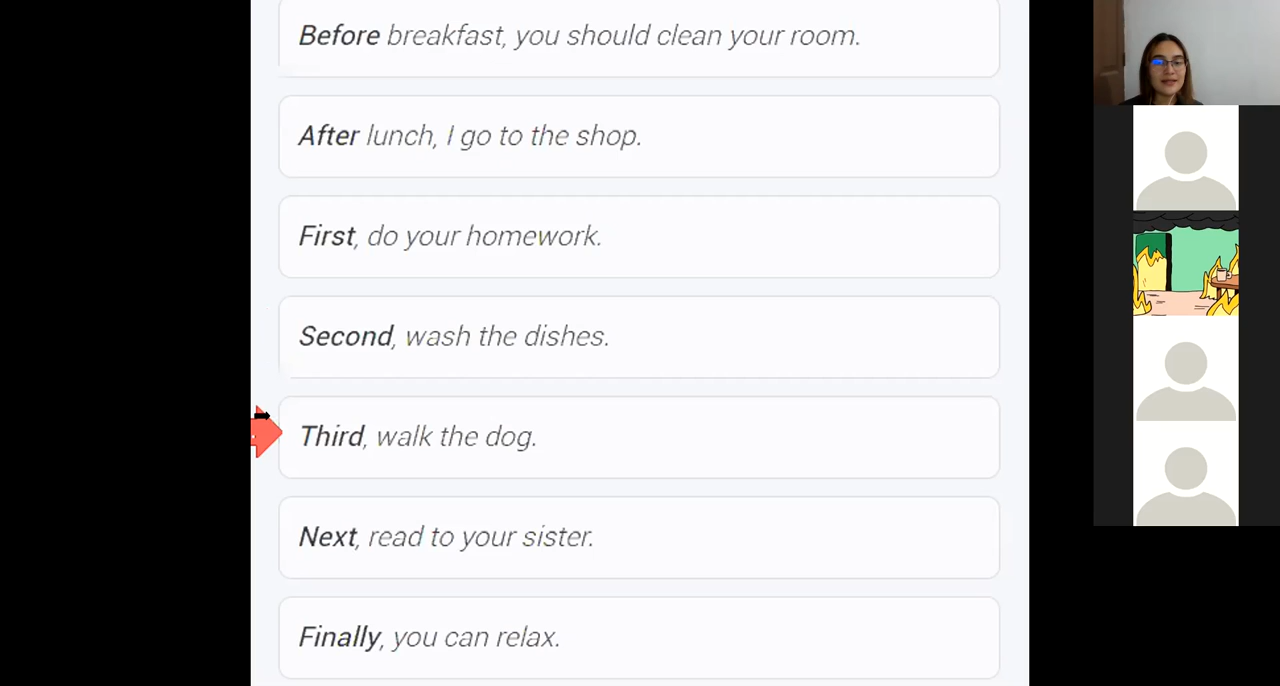 Before breakfast, you should clean your room.
After lunch, I go to the shop.
First, do your homework.
Second, wash the dishes.
Third, walk the dog.
Next, read to your sister.
Finally, you can relax.